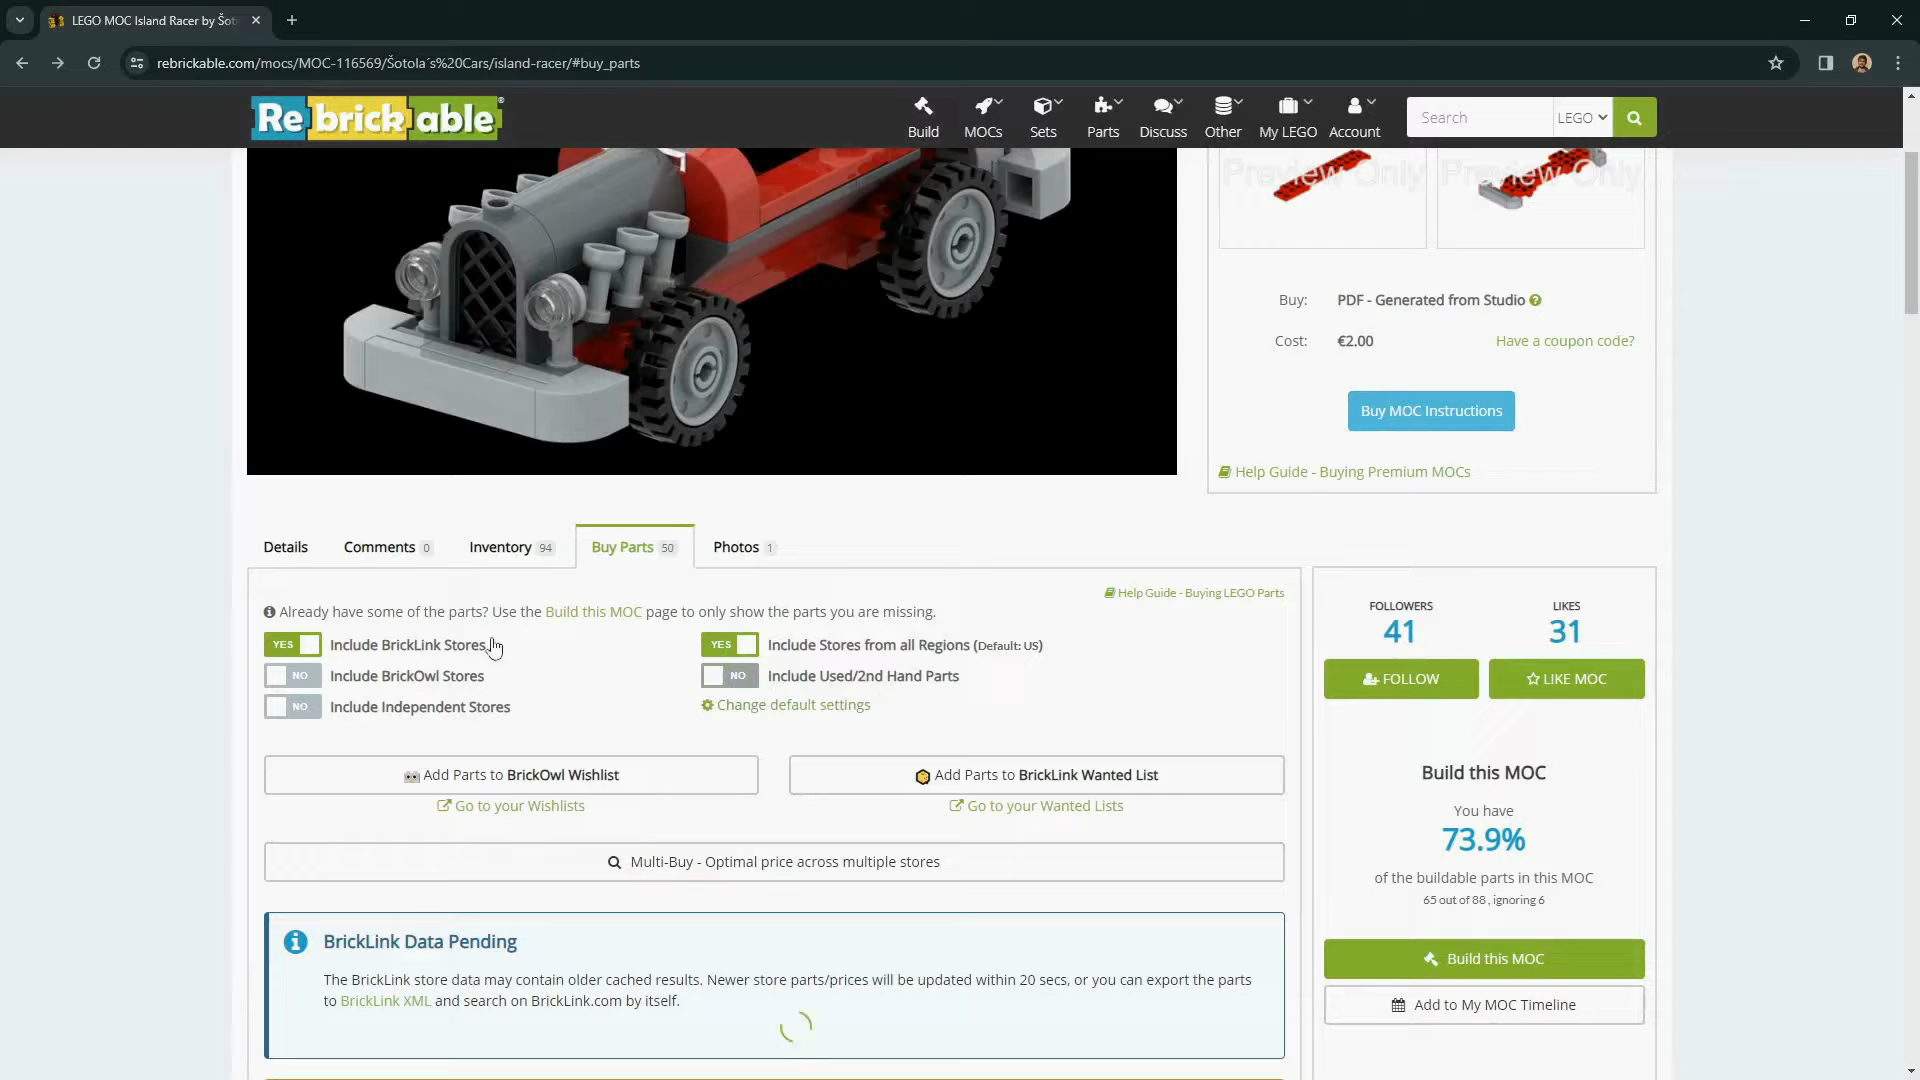 LEGO MOC Island Racer by Šoto
rebrickable.com/mocs/MOC-116569/Šotola´s%20Cars/island-racer/#buy_parts
Rebrickable
Build
MOCs
Sets
Parts
Discuss
Other
My LEGO
Account
Search
LEGO
Preview Only
Preview Only
Buy: PDF - Generated from Studio
Cost: €2.00 Have a coupon code?
Buy MOC Instructions
Help Guide - Buying Premium MOCs
Details
Comments 0
Inventory 94
Buy Parts 50
Photos 1
Help Guide - Buying LEGO Parts
Already have some of the parts? Use the Build this MOC page to only show the parts you are missing.
YES Include BrickLink Stores
YES Include Stores from all Regions (Default: US)
NO Include BrickOwl Stores
NO Include Used/2nd Hand Parts
NO Include Independent Stores
Change default settings
Add Parts to BrickOwl Wishlist
Add Parts to BrickLink Wanted List
Go to your Wishlists
Go to your Wanted Lists
Multi-Buy - Optimal price across multiple stores
BrickLink Data Pending
The BrickLink store data may contain older cached results. Newer store parts/prices will be updated within 20 secs, or you can export the parts
to BrickLink XML and search on BrickLink.com by itself.
FOLLOWERS
41
LIKES
31
FOLLOW
LIKE MOC
Build this MOC
You have
73.9%
of the buildable parts in this MOC
65 out of 88 , ignoring 6
Build this MOC
Add to My MOC Timeline